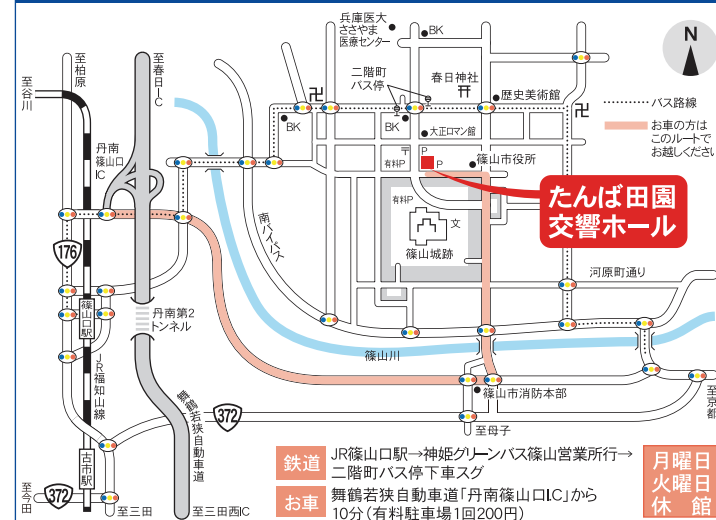 兵庫医大
ささやま
医療センター
BK
N
至柏原
至春日IC
至谷川
二階町
バス停
春日神社
歴史美術館
卍
卍
BK
BK
大正ロマン館
バス路線
お車の方は
このルートで
お越しください
丹南
篠山口
IC
〒
有料P
P
P
篠山市役所
たんば田園
交響ホール
有料P
文
篠山城跡
南バイパス
176
河原町通り
篠山口駅
丹南第2
トンネル
篠山川
JR福知山線
篠山市消防本部
至京都
舞鶴若狭自動車道
372
至母子
古市駅
372
至今田
至三田
至三田西IC
鉄道
JR篠山口駅→神姫グリーンバス篠山営業所行→
二階町バス停下車スグ
お車
舞鶴若狭自動車道「丹南篠山口I.C」から
10分(有料駐車場1回200円)
月曜日
火曜日
休館